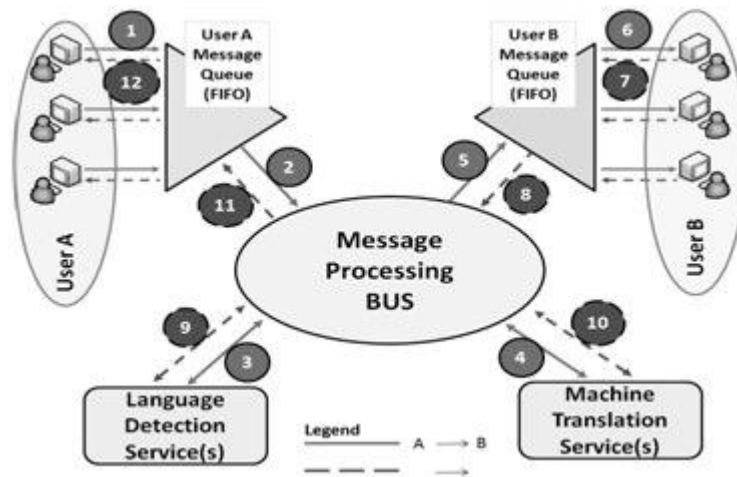 1
12
User A
Message
Queue
(FIFO)
User B
Message
Queue
(FIFO)
6
7
2
11
5
8
User A
User B
Message
Processing
BUS
9
3
10
4
Language
Detection
Service(s)
Machine
Translation
Service(s)
Legend
A B